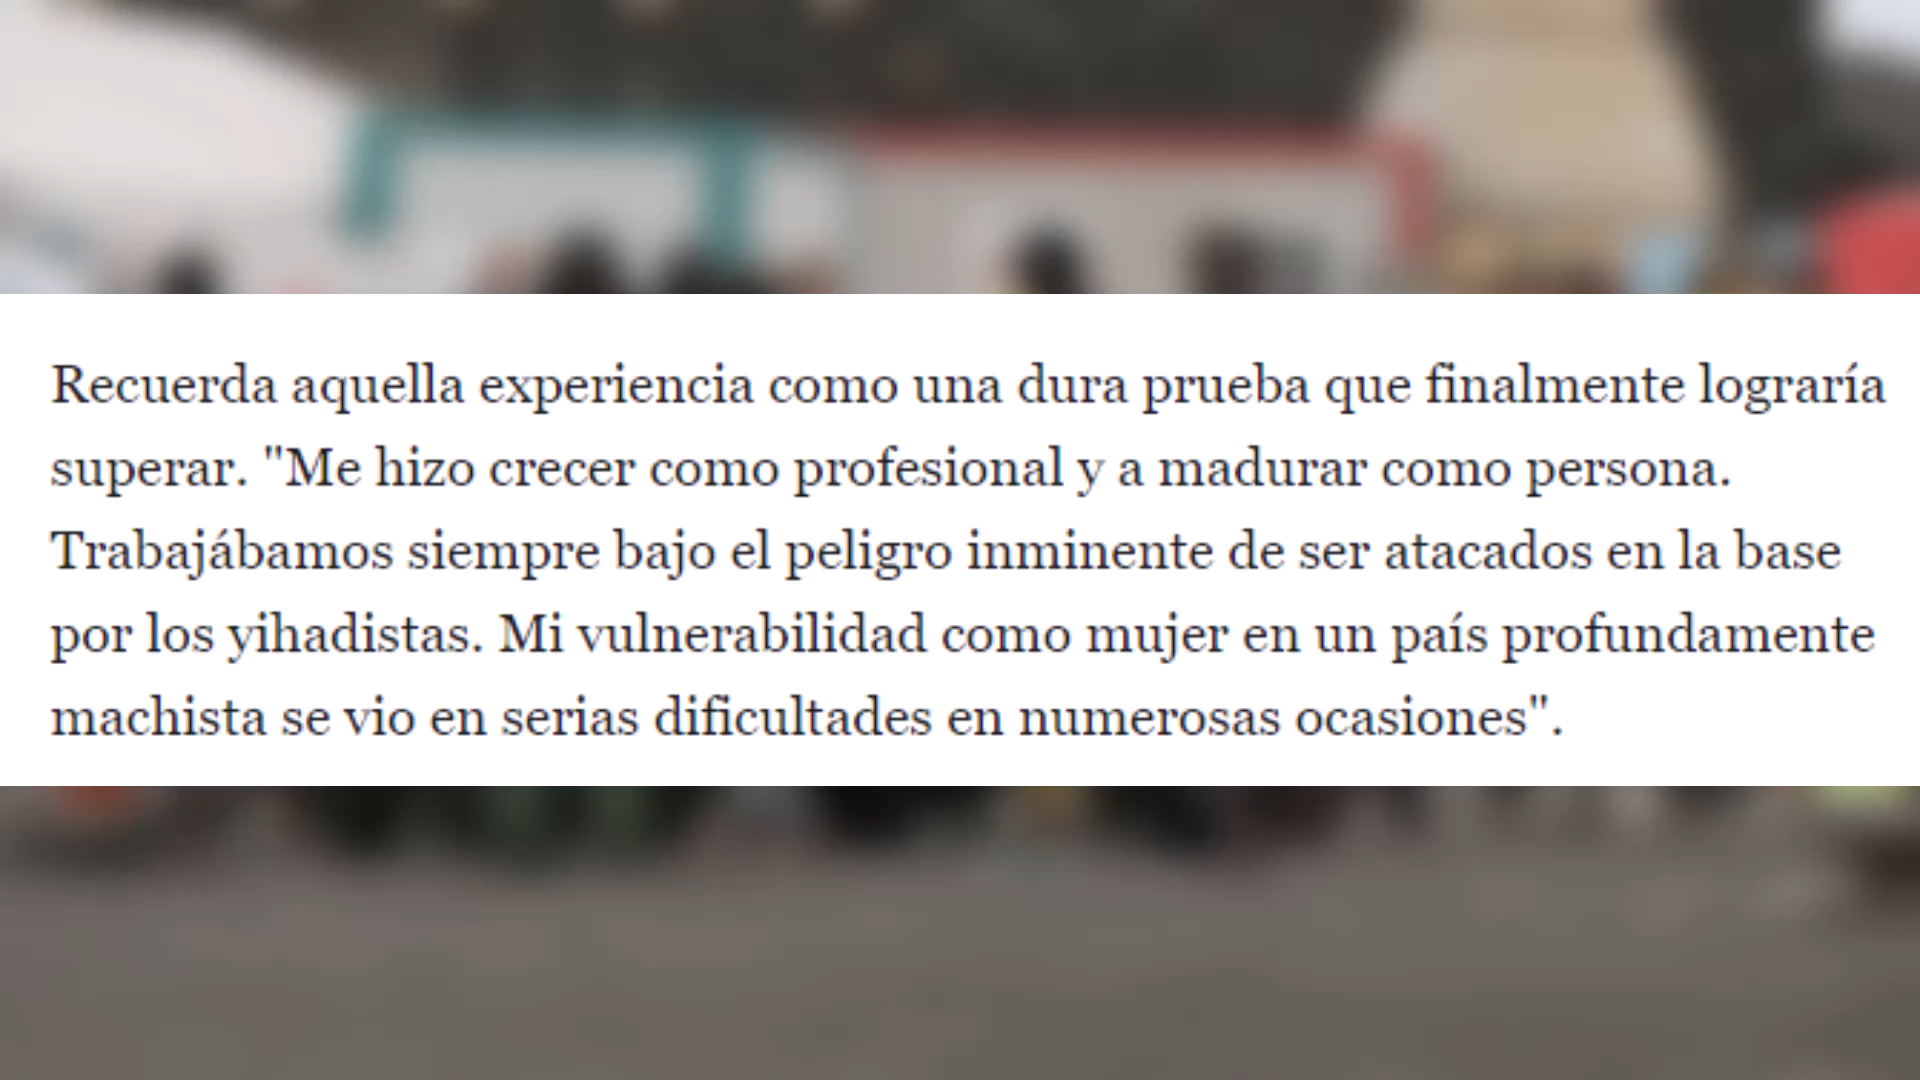 Recuerda aquella experiencia como una dura prueba que finalmente lograría
superar. "Me hizo crecer como profesional y a madurar como persona.
Trabajábamos siempre bajo el peligro inminente de ser atacados en la base
por los yihadistas. Mi vulnerabilidad como mujer en un país profundamente
machista se vio en serias dificultades en numerosas ocasiones".